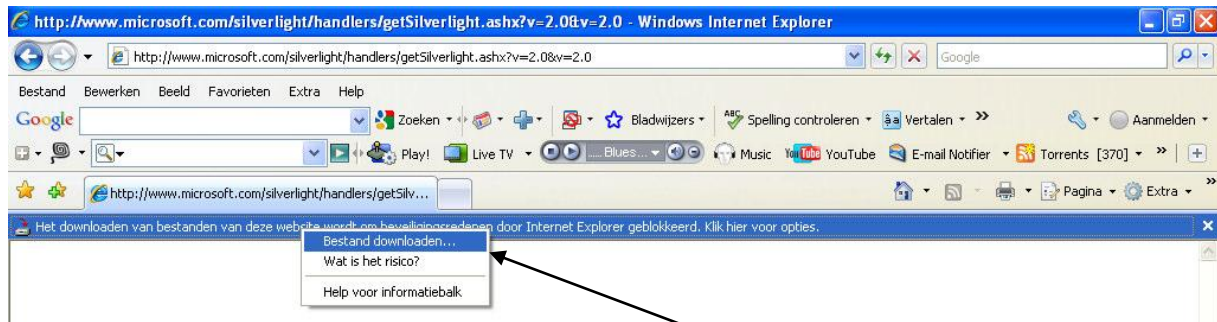 http://www.microsoft.com/silverlight/handlers/getSilverlight.ashx?v=2.0&v=2.0 - Windows Internet Explorer
http://www.microsoft.com/silverlight/handlers/getSilverlight.ashx?v=2.0&v=2.0 Google
Bestand Bewerken Beeld Favorieten Extra Help
Google Zoeken Bladwijzers ABC Spelling controleren aa Vertalen » Aanmelden
Play! Live TV ....Blues... Music YouTube YouTube E-mail Notifier Torrents [370] »
http://www.microsoft.com/silverlight/handlers/getSilv... Pagina Extra »
Het downloaden van bestanden van deze website wordt om beveiligingsredenen door Internet Explorer geblokkeerd. Klik hier voor opties.
Bestand downloaden...
Wat is het risico?
Help voor informatiebalk